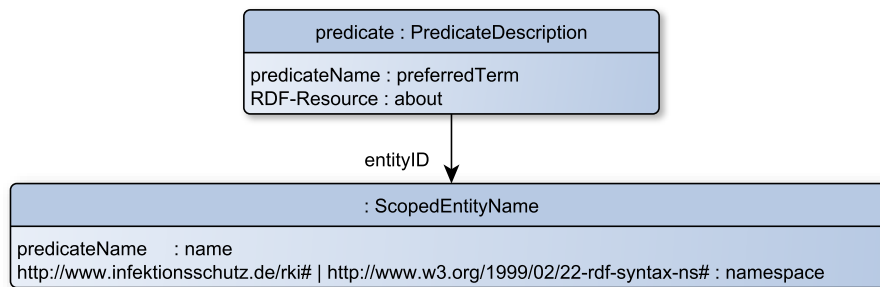 predicate : PredicateDescription
predicateName : preferredTerm
RDF-Resource : about
entityID
: ScopedEntityName
predicateName : name
http://www.infektionsschutz.de/rki# | http://www.w3.org/1999/02/22-rdf-syntax-ns# : namespace